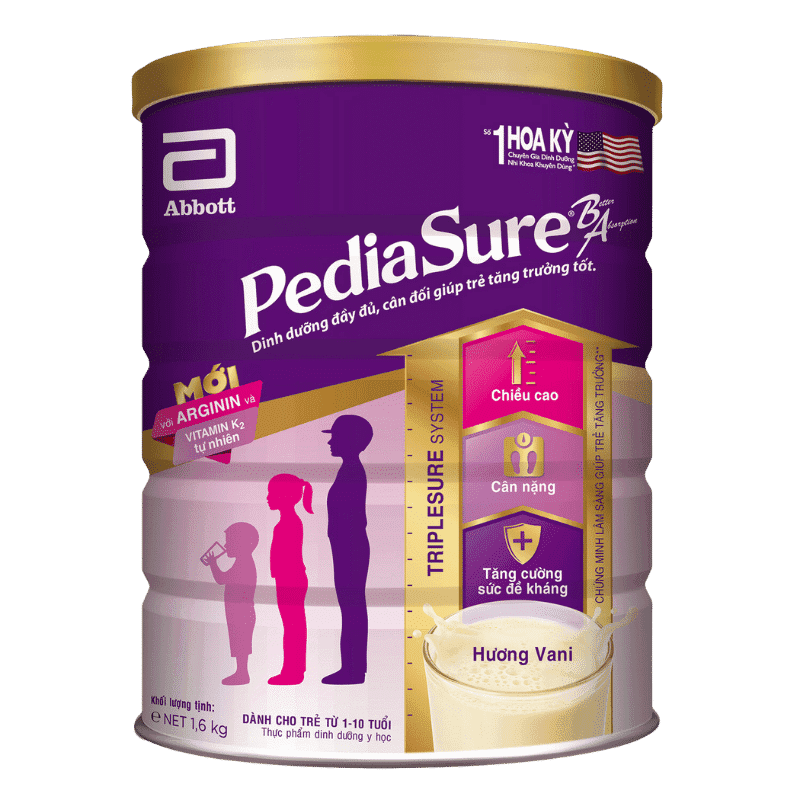 Abbott
Số 1 HOA KỲ
Chuyên Gia Dinh Dưỡng
Nhi Khoa Khuyên Dùng*
PediaSure® BA
Better
Absorption
Dinh dưỡng đầy đủ, cân đối giúp trẻ tăng trưởng tốt.
MỚI
với ARGININ và
VITAMIN K2
tự nhiên
TRIPLESURE SYSTEM
Chiều cao
Cân nặng
Tăng cường
sức đề kháng
CHỨNG MINH LÂM SÀNG GIÚP TRẺ TĂNG TRƯỞNG**
Hương Vani
Khối lượng tịnh:
℮ NET 1,6 kg
DÀNH CHO TRẺ TỪ 1-10 TUỔI
Thực phẩm dinh dưỡng y học